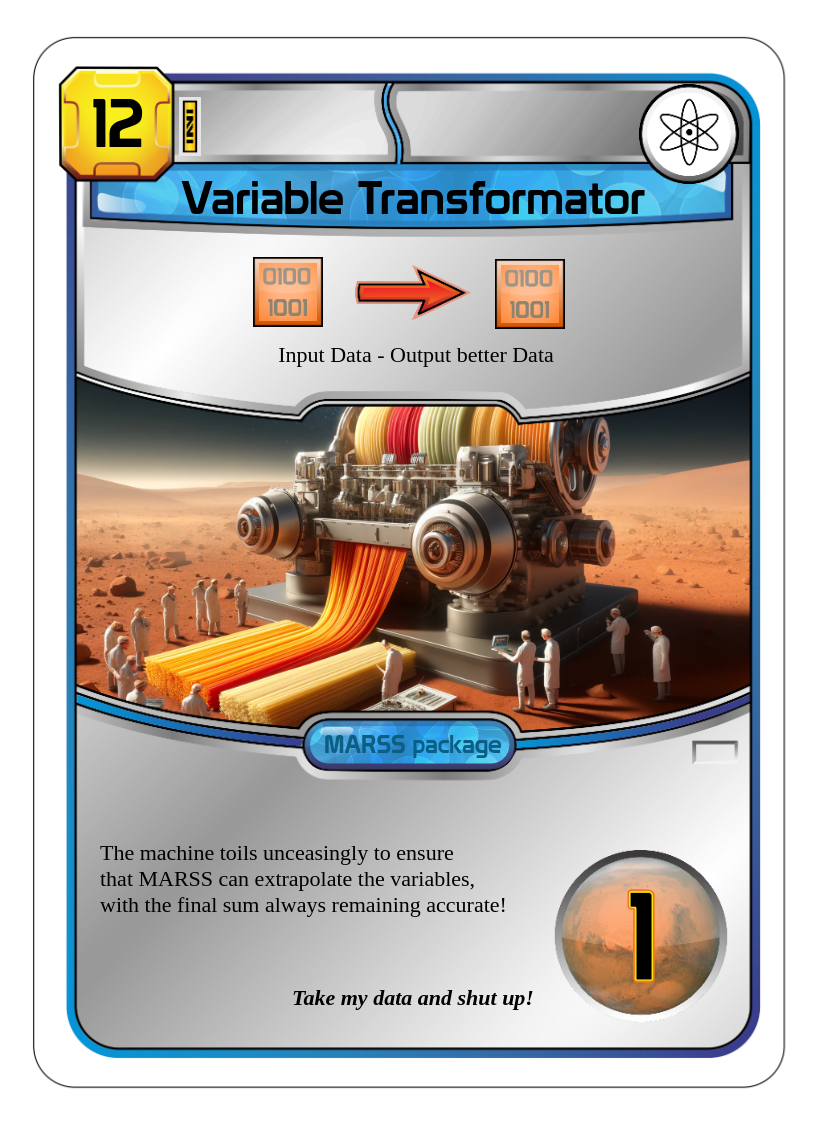 12
Variable Transformator
0100
1001
0100
1001
Input Data - Output better Data
MARSS package
The machine toils unceasingly to ensure
that MARSS can extrapolate the variables,
with the final sum always remaining accurate!
1
Take my data and shut up!